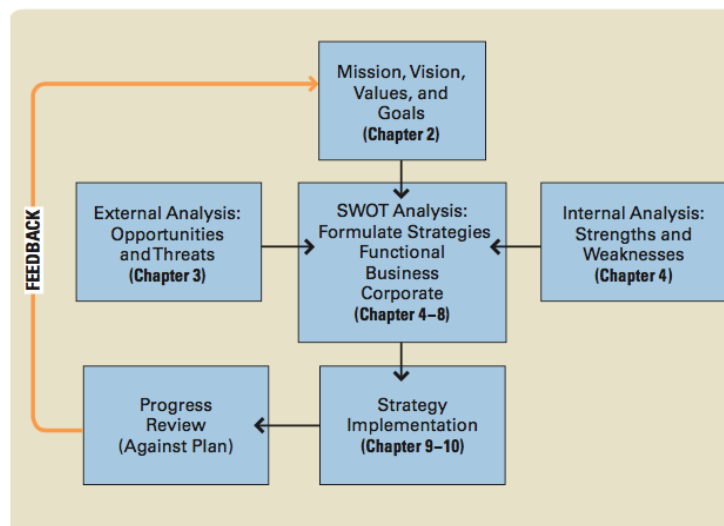 Mission, Vision,
Values, and
Goals
(Chapter 2)
FEEDBACK
External Analysis:
Opportunities
and Threats
(Chapter 3)
SWOT Analysis:
Formulate Strategies
Functional
Business
Corporate
(Chapter 4–8)
Internal Analysis:
Strengths and
Weaknesses
(Chapter 4)
Progress
Review
(Against Plan)
Strategy
Implementation
(Chapter 9–10)